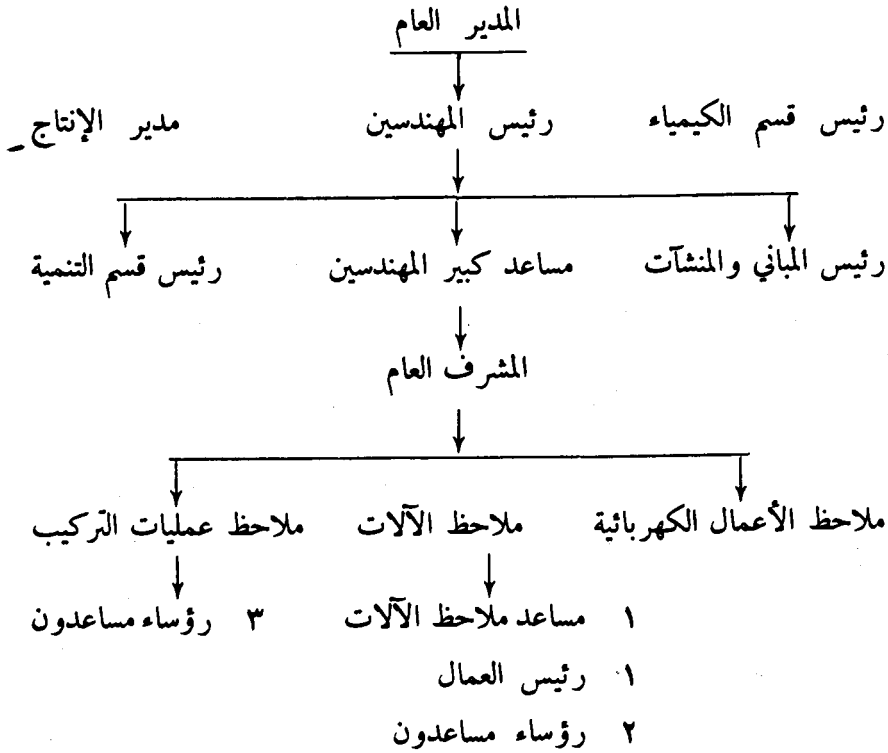 المدير العام
رئيس قسم الكيمياء رئيس المهندسين مدير الإنتاج
رئيس المباني والمنشآت مساعد كبير المهندسين رئيس قسم التنمية
المشرف العام
ملاحظ الأعمال الكهربائية ملاحظ الآلات ملاحظ عمليات التركيب
١ مساعد ملاحظ الآلات ٣ رؤساء مساعدون
١ رئيس العمال
٢ رؤساء مساعدون